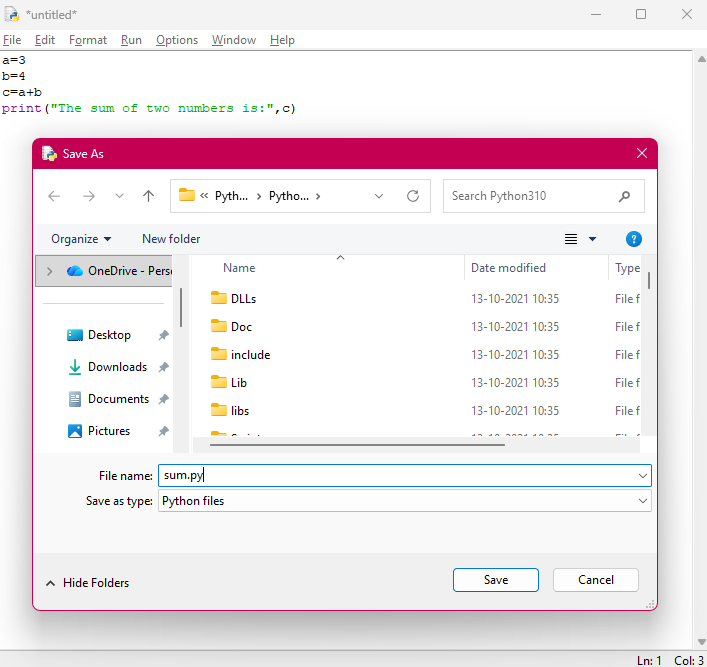 *untitled*
File Edit Format Run Options Window Help
a=3
b=4
c=a+b
print("The sum of two numbers is:",c)
Save As
« Pyth... > Pytho... >
Search Python310
Organize
New folder
OneDrive - Pers
Name Date modified Type
DLLs 13-10-2021 10:35 File f
Doc 13-10-2021 10:35 File f
include 13-10-2021 10:35 File f
Lib 13-10-2021 10:35 File f
libs 13-10-2021 10:35 File f
Desktop
Downloads
Documents
Pictures
File name: sum.py
Save as type: Python files
Hide Folders
Save
Cancel
Ln: 1 Col: 3